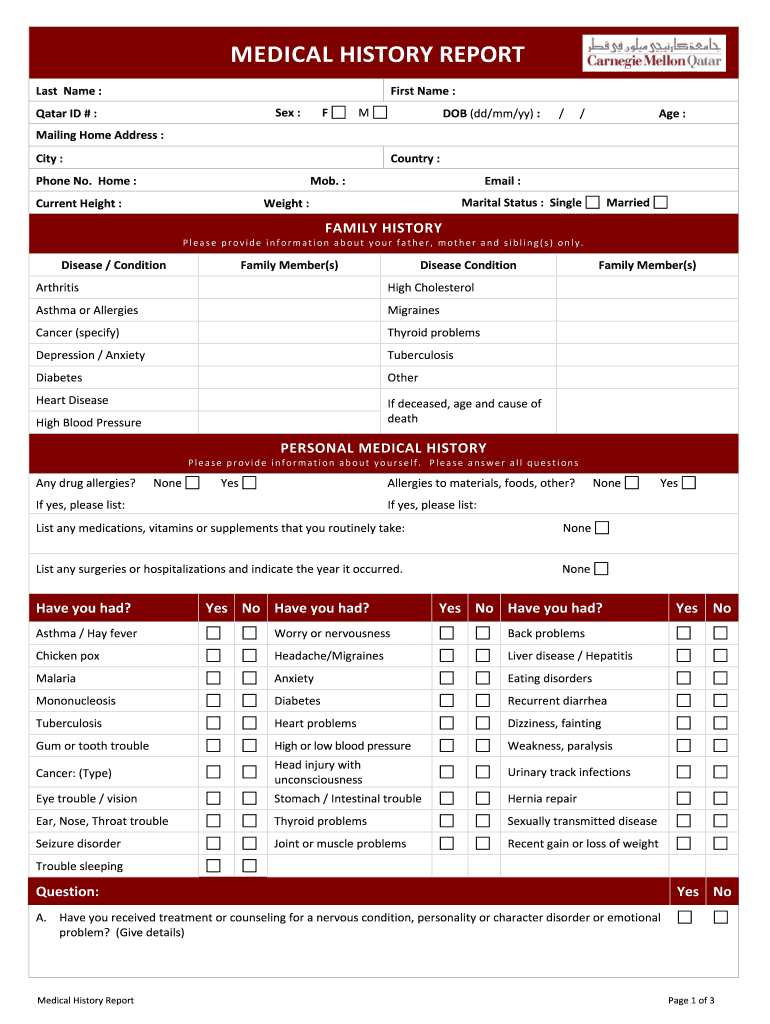 MEDICAL HISTORY REPORT
جامعة كارنيجي ميلون في قطر
Carnegie Mellon Qatar
Last Name : First Name :
Qatar ID # : Sex : F M DOB (dd/mm/yy) : / / Age :
Mailing Home Address :
City : Country :
Phone No. Home : Mob. : Email :
Current Height : Weight : Marital Status : Single Married
FAMILY HISTORY
Please provide information about your father, mother and sibling(s) only.
Disease / Condition Family Member(s) Disease Condition Family Member(s)
Arthritis High Cholesterol
Asthma or Allergies Migraines
Cancer (specify) Thyroid problems
Depression / Anxiety Tuberculosis
Diabetes Other
Heart Disease If deceased, age and cause of
death
High Blood Pressure
PERSONAL MEDICAL HISTORY
Please provide information about yourself. Please answer all questions
Any drug allergies? None Yes Allergies to materials, foods, other? None Yes
If yes, please list: If yes, please list:
List any medications, vitamins or supplements that you routinely take: None
List any surgeries or hospitalizations and indicate the year it occurred. None
Have you had? Yes No Have you had? Yes No Have you had? Yes No
Asthma / Hay fever Worry or nervousness Back problems
Chicken pox Headache/Migraines Liver disease / Hepatitis
Malaria Anxiety Eating disorders
Mononucleosis Diabetes Recurrent diarrhea
Tuberculosis Heart problems Dizziness, fainting
Gum or tooth trouble High or low blood pressure Weakness, paralysis
Cancer: (Type) Head injury with
unconsciousness Urinary track infections
Eye trouble / vision Stomach / Intestinal trouble Hernia repair
Ear, Nose, Throat trouble Thyroid problems Sexually transmitted disease
Seizure disorder Joint or muscle problems Recent gain or loss of weight
Trouble sleeping
Question: Yes No
A. Have you received treatment or counseling for a nervous condition, personality or character disorder or emotional
problem? (Give details)
Medical History Report Page 1 of 3